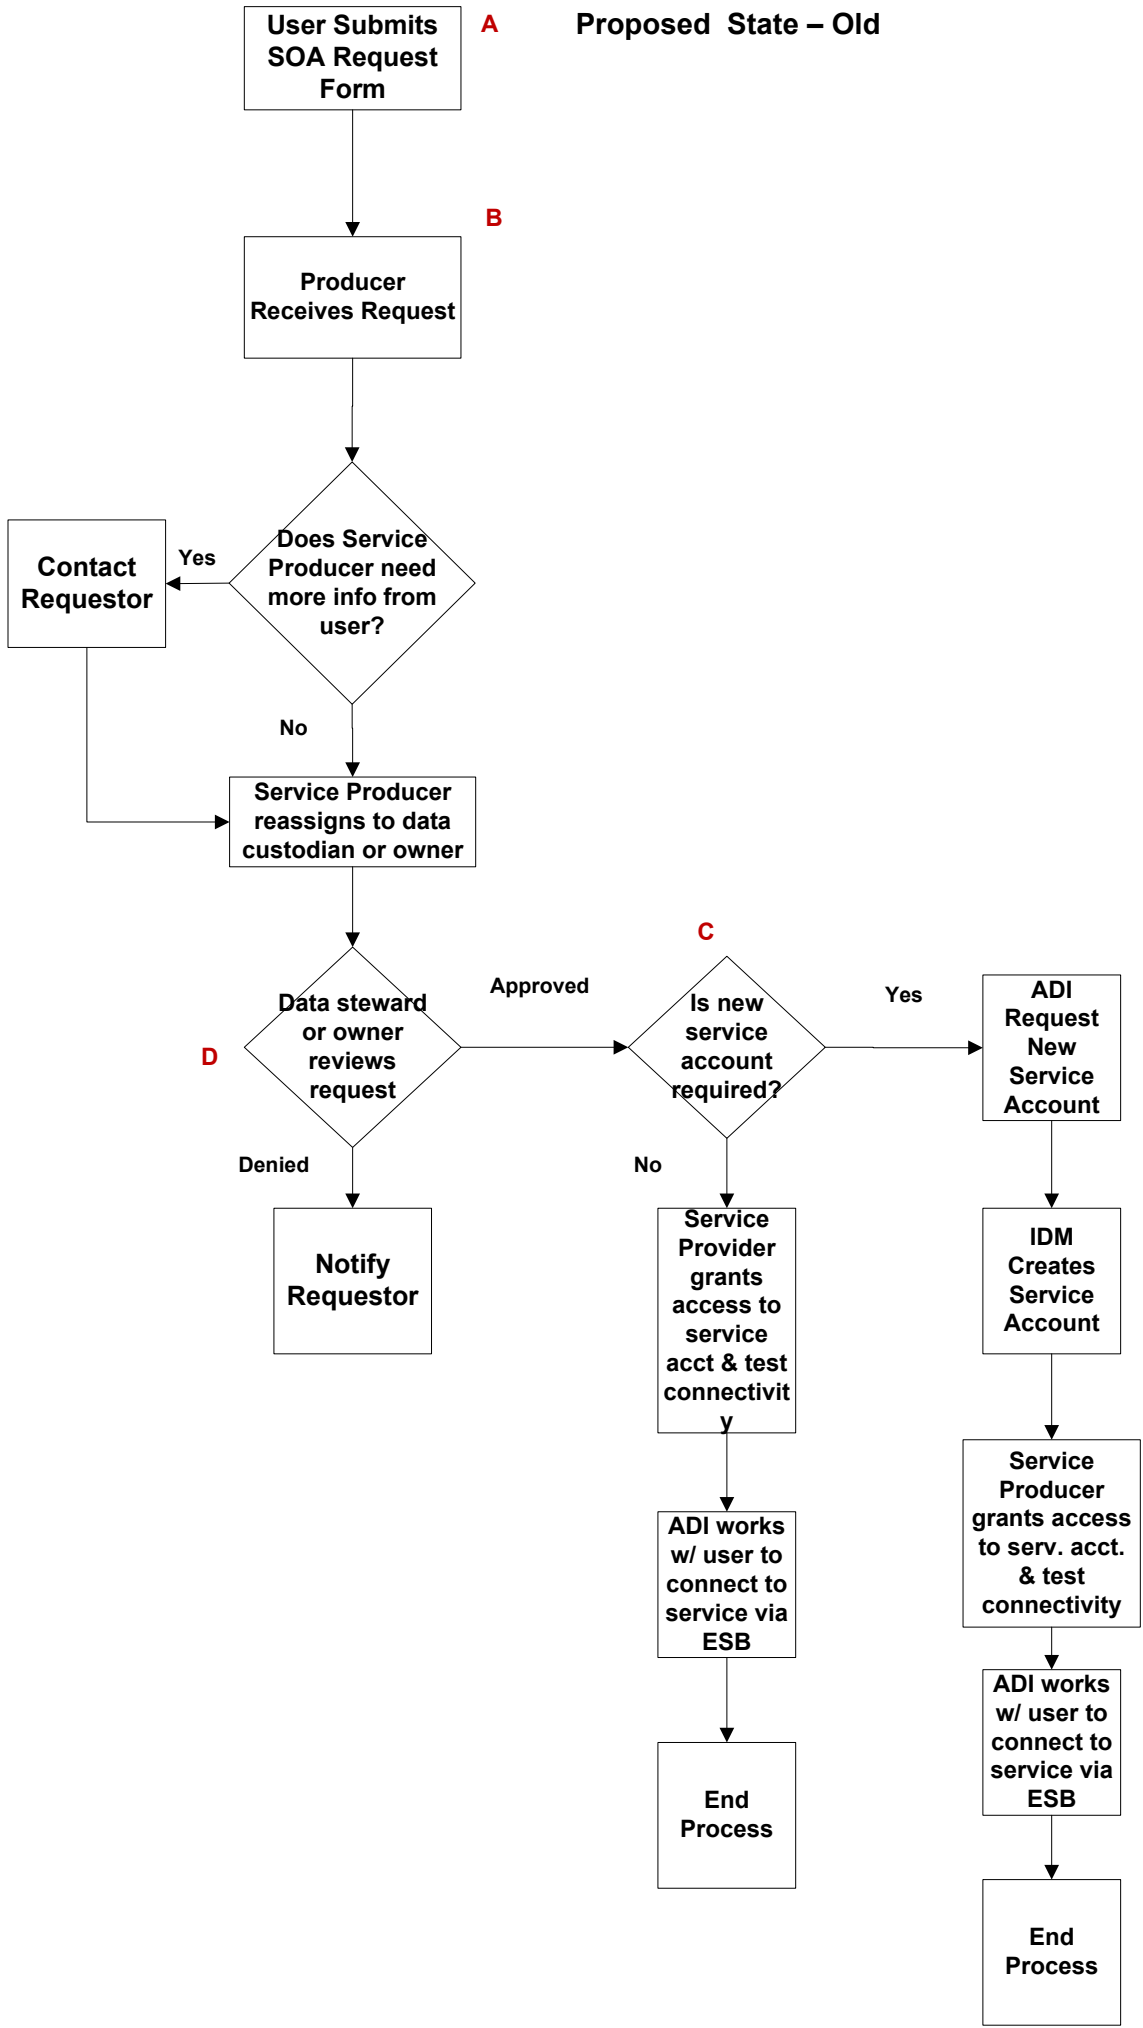 Proposed State – Old
User Submits
SOA Request
Form
A
B
Producer
Receives Request
Does Service
Producer need
more info from
user?
Yes
Contact
Requestor
No
Service Producer
reassigns to data
custodian or owner
Data steward
or owner
reviews
request
D
Approved
Denied
Notify
Requestor
C
Is new
service
account
required?
Yes
No
ADI
Request
New
Service
Account
Service
Provider
grants
access to
service
acct & test
connectivit
y
IDM
Creates
Service
Account
Service
Producer
grants access
to serv. acct.
& test
connectivity
ADI works
w/ user to
connect to
service via
ESB
ADI works
w/ user to
connect to
service via
ESB
End
Process
End
Process